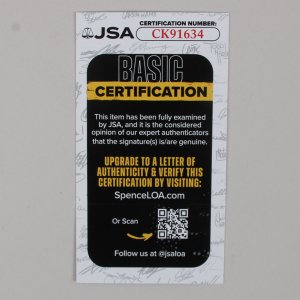 CERTIFICATION NUMBER:
JSA CK91634
BASIC
CERTIFICATION
This item has been fully examined
by JSA, and it is the considered
opinion of our expert authenticators
that the signature(s) is/are genuine.
UPGRADE TO A LETTER OF
AUTHENTICITY & VERIFY THIS
CERTIFICATION BY VISITING:
SpenceLOA.com
Or Scan
Follow us at @jsaloa